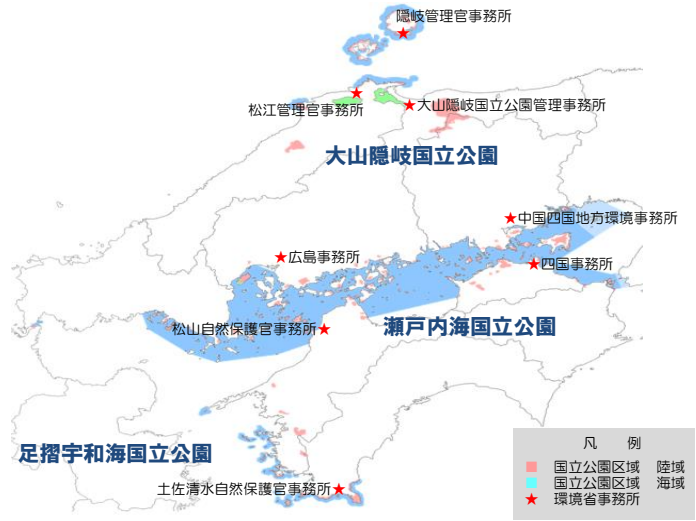 隠岐管理官事務所
松江管理官事務所
大山隠岐国立公園管理事務所
大山隠岐国立公園
中国四国地方環境事務所
広島事務所
四国事務所
松山自然保護官事務所
瀬戸内海国立公園
足摺宇和海国立公園
土佐清水自然保護官事務所
凡 例
国立公園区域 陸域
国立公園区域 海域
環境省事務所